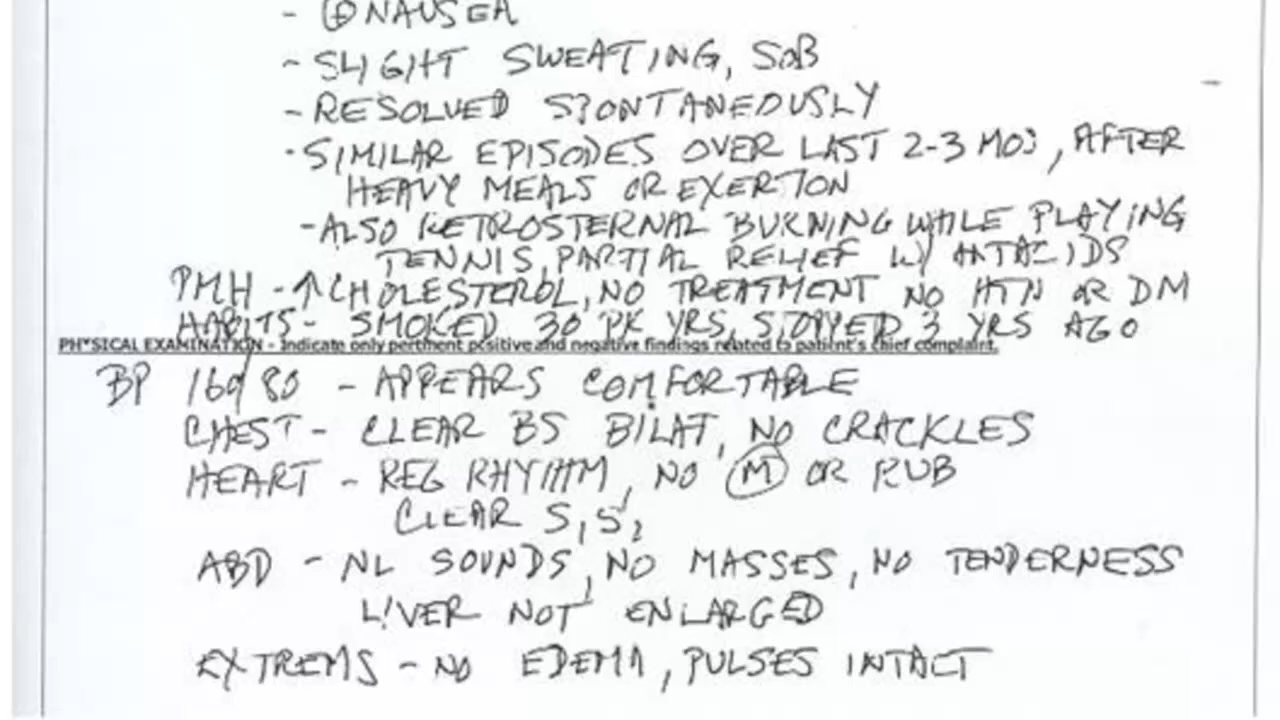 - ⊕ NAUSEA
- SLIGHT SWEATING, SOB
- RESOLVED SPONTANEOUSLY
- SIMILAR EPISODES OVER LAST 2-3 MOS, AFTER
HEAVY MEALS OR EXERTION
- ALSO RETROSTERNAL BURNING WHILE PLAYING
TENNIS, PARTIAL RELIEF W/ ANTACIDS
PMH - ↑CHOLESTEROL, NO TREATMENT NO HTN OR DM
HABITS - SMOKED 30 PK YRS, STOPPED 3 YRS AGO
PHYSICAL EXAMINATION - Indicate only pertinent positive and negative findings related to patient's chief complaint.
BP 160/80 - APPEARS COMFORTABLE
CHEST - CLEAR BS BILAT, NO CRACKLES
HEART - REG RHYTHM, NO Ⓜ OR RUB
CLEAR S₁ S₂
ABD - NL SOUNDS, NO MASSES, NO TENDERNESS
LIVER NOT ENLARGED
EXTREMS - NO EDEMA, PULSES INTACT